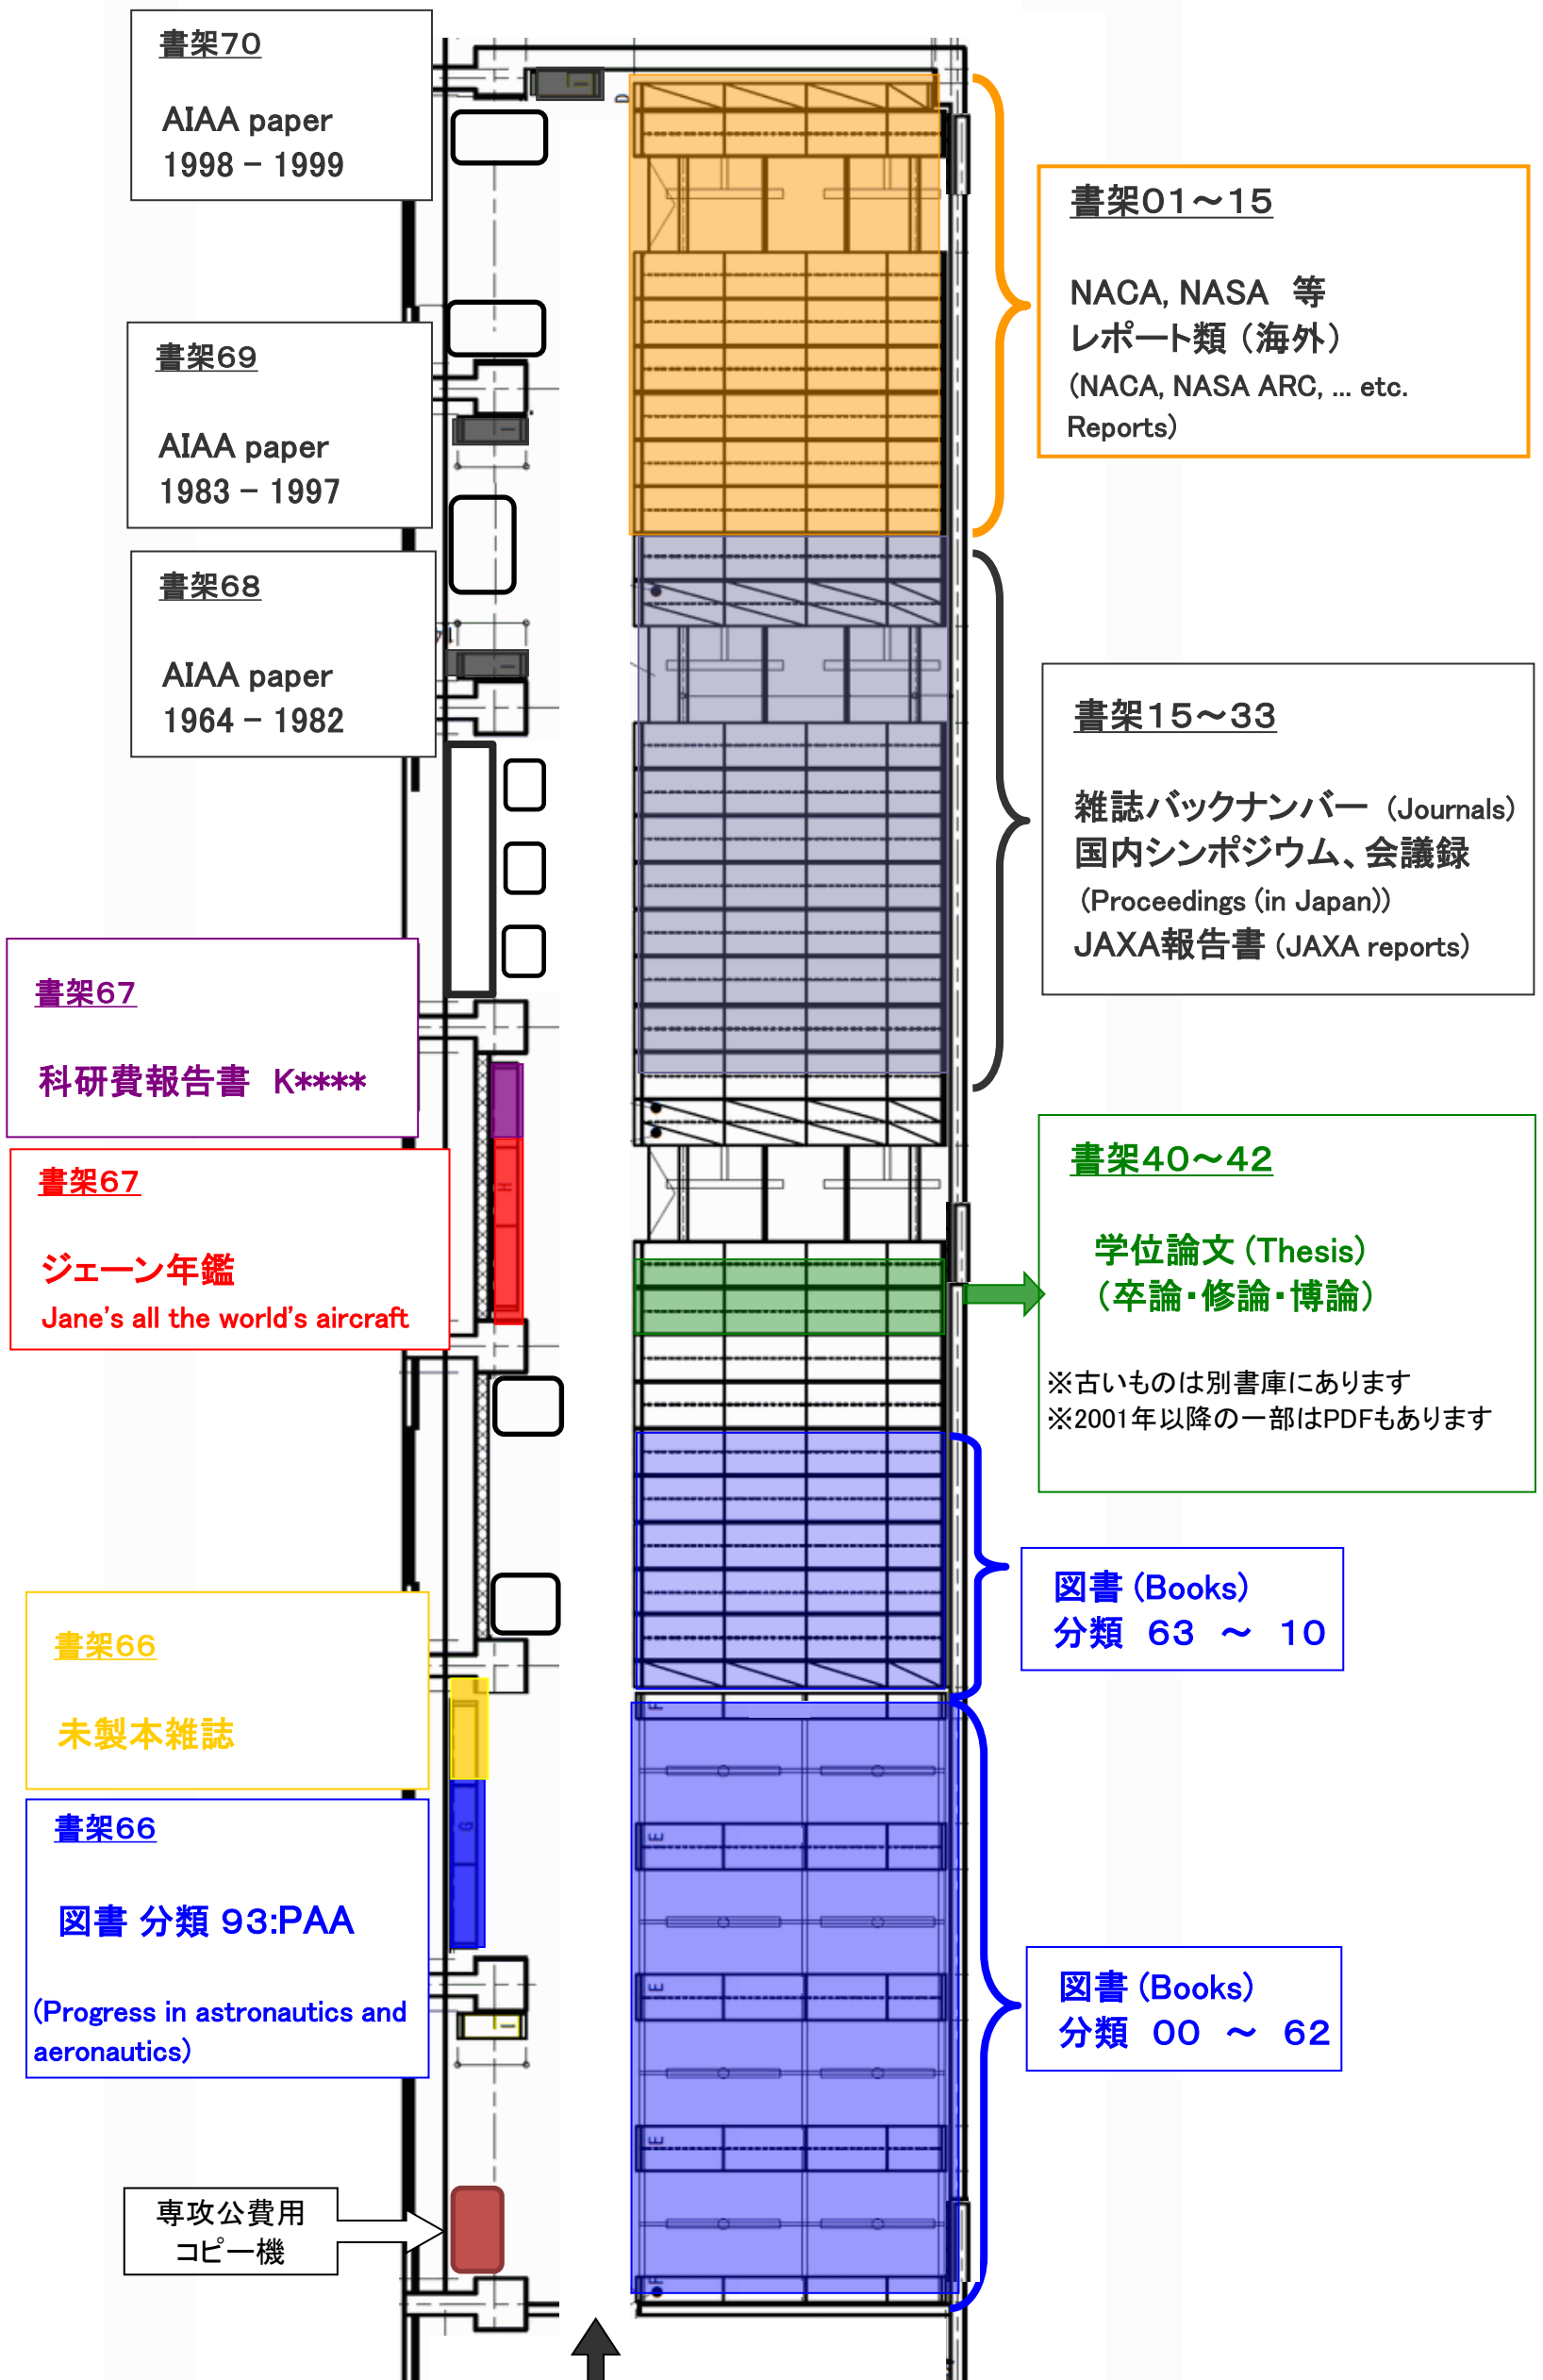 書架70
AIAA paper
1998 – 1999
書架69
AIAA paper
1983 – 1997
書架68
AIAA paper
1964 – 1982
書架67
科研費報告書　K****
書架67
ジェーン年鑑
Jane's all the world's aircraft
書架66
未製本雑誌
書架66
図書 分類 93:PAA
(Progress in astronautics and
aeronautics)
専攻公費用
コピー機
書架01～15
NACA, NASA　等
レポート類（海外）
(NACA, NASA ARC, ... etc.
Reports)
書架15～33
雑誌バックナンバー（Journals）
国内シンポジウム、会議録
(Proceedings (in Japan))
JAXA報告書 (JAXA reports)
書架40～42
学位論文 (Thesis)
（卒論・修論・博論）
※古いものは別書庫にあります
※2001年以降の一部はPDFもあります
図書 (Books)
分類　63　～　10
図書 (Books)
分類　00　～　62
D
H
G
F
E
E
E